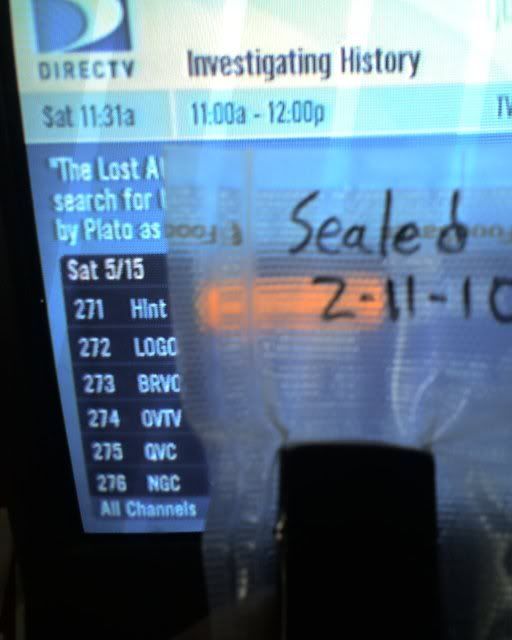 DIRECTV
Investigating History
Sat 11:31a 11:00a - 12:00p
"The Lost
search for
by Plato as
Sealed
2-11-10
Sat 5/15
271 HInt
272 LOGO
273 BRVO
274 OVTV
275 QVC
276 NGC
All Channels